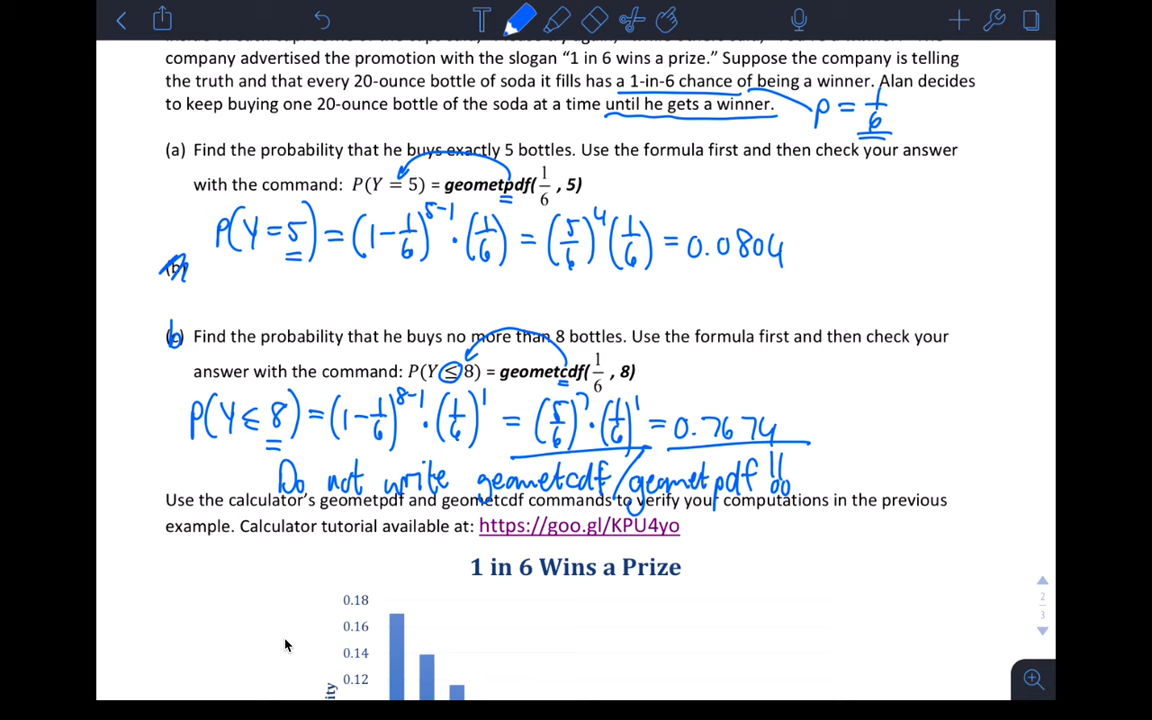 company advertised the promotion with the slogan “1 in 6 wins a prize.” Suppose the company is telling
the truth and that every 20-ounce bottle of soda it fills has a 1-in-6 chance of being a winner. Alan decides
to keep buying one 20-ounce bottle of the soda at a time until he gets a winner.
p = 1/6
(a) Find the probability that he buys exactly 5 bottles. Use the formula first and then check your answer
with the command: P(Y = 5) = geometpdf(1/6 , 5)
P(Y = 5) = (1 - 1/6)^5-1 · (1/6) = (5/6)^4 (1/6) = 0.0804
(b)
b
Find the probability that he buys no more than 8 bottles. Use the formula first and then check your
answer with the command: P(Y ≤ 8) = geometcdf(1/6 , 8)
P(Y ≤ 8) = (1 - 1/6)^8-1 · (1/6)^1 = (5/6)^7 · (1/6)^1 = 0.7674
Do not write geometcdf/geometpdf !!
Use the calculator’s geometpdf and geometcdf commands to verify your computations in the previous
example. Calculator tutorial available at: https://goo.gl/KPU4yo
1 in 6 Wins a Prize
0.18
0.16
0.14
0.12
2
3